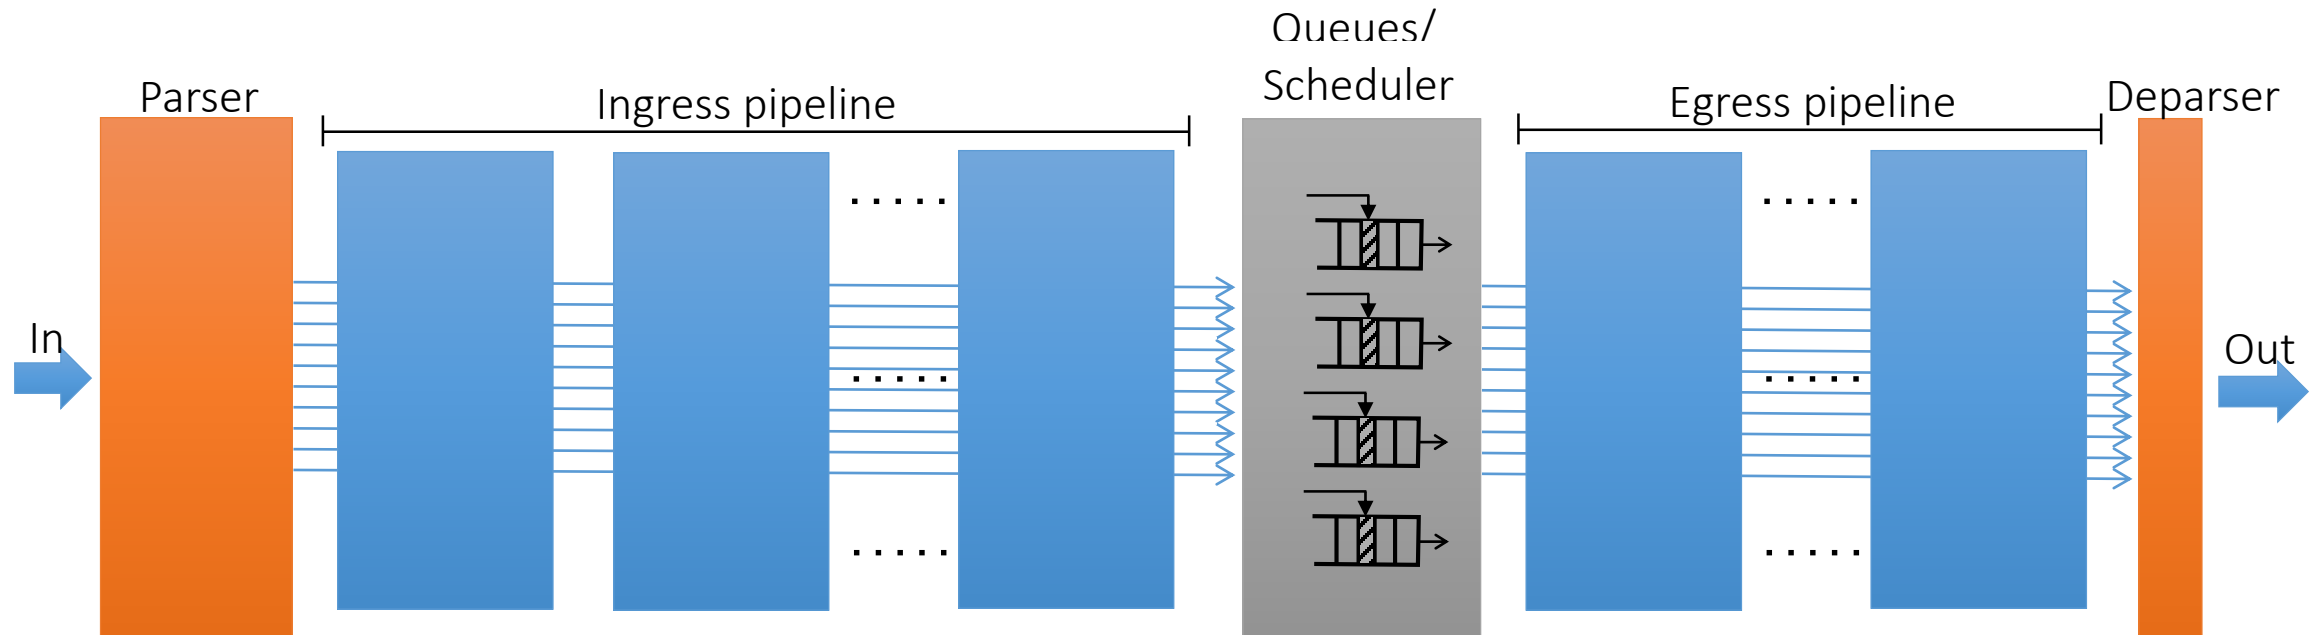 Queues/
Scheduler
Parser
Ingress pipeline
Egress pipeline
Deparser
In
Out